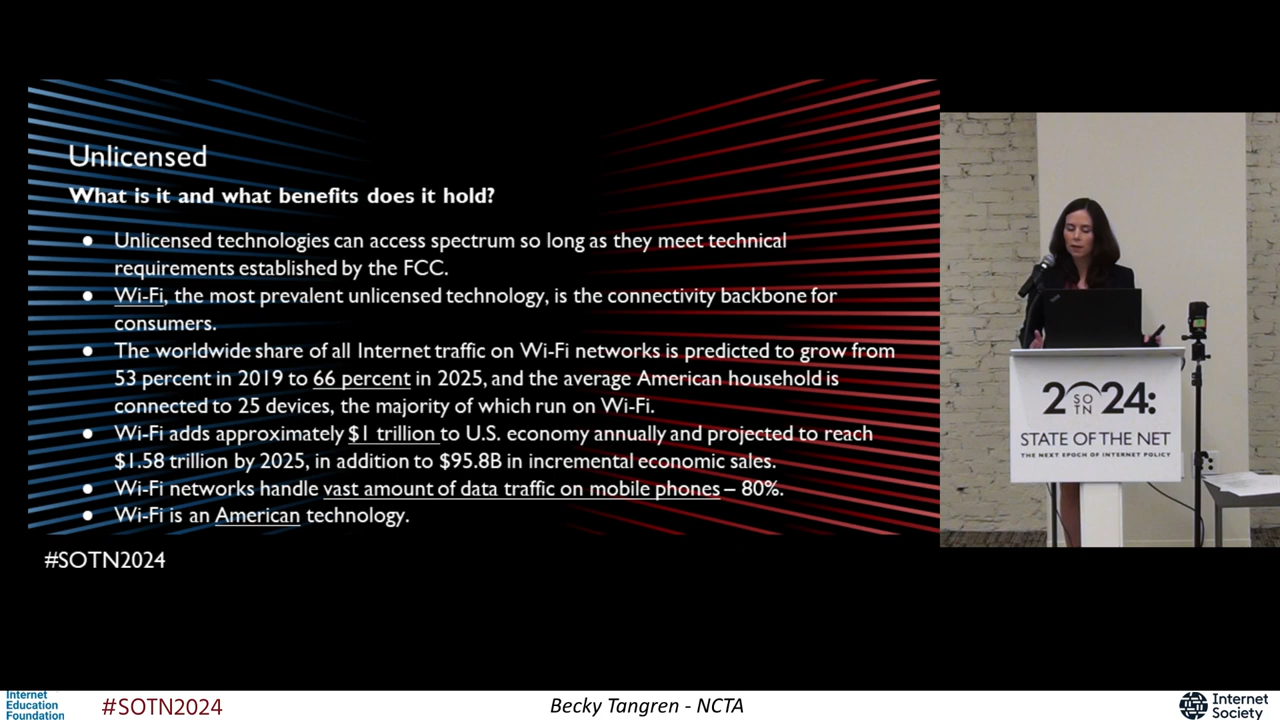 Unlicensed
What is it and what benefits does it hold?
● Unlicensed technologies can access spectrum so long as they meet technical
requirements established by the FCC.
● Wi-Fi, the most prevalent unlicensed technology, is the connectivity backbone for
consumers.
● The worldwide share of all Internet traffic on Wi-Fi networks is predicted to grow from
53 percent in 2019 to 66 percent in 2025, and the average American household is
connected to 25 devices, the majority of which run on Wi-Fi.
● Wi-Fi adds approximately $1 trillion to U.S. economy annually and projected to reach
$1.58 trillion by 2025, in addition to $95.8B in incremental economic sales.
● Wi-Fi networks handle vast amount of data traffic on mobile phones – 80%.
● Wi-Fi is an American technology.
#SOTN2024
2024:
SO
TN
STATE OF THE NET
THE NEXT EPOCH OF INTERNET POLICY
Internet
Education
Foundation
#SOTN2024
Becky Tangren - NCTA
Internet
Society